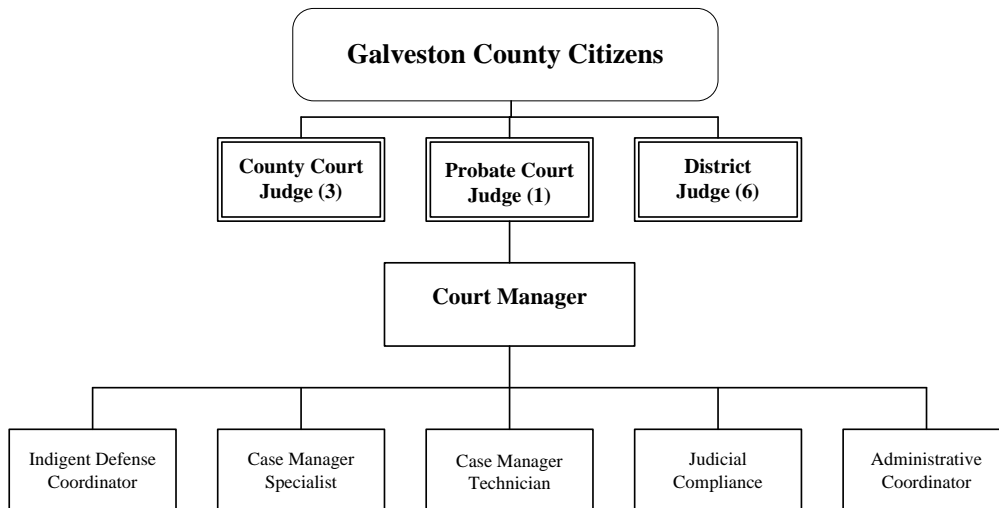 Galveston County Citizens
County Court
Judge (3)
Probate Court
Judge (1)
District
Judge (6)
Court Manager
Indigent Defense
Coordinator
Case Manager
Specialist
Case Manager
Technician
Judicial
Compliance
Administrative
Coordinator